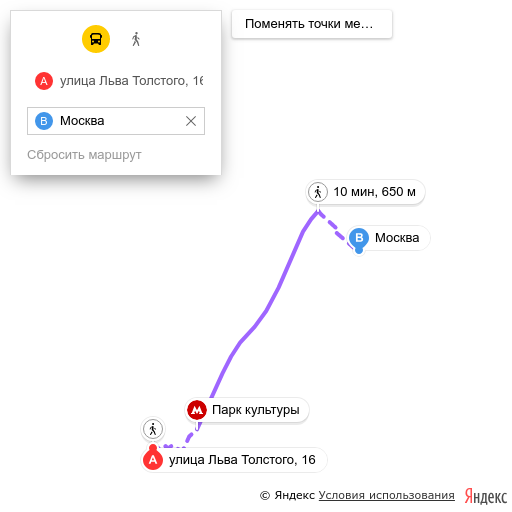 Поменять точки ме…
A улица Льва Толстого, 16
B Москва
Сбросить маршрут
10 мин, 650 м
B Москва
Парк культуры
A улица Льва Толстого, 16
© Яндекс Условия использования Яндекс